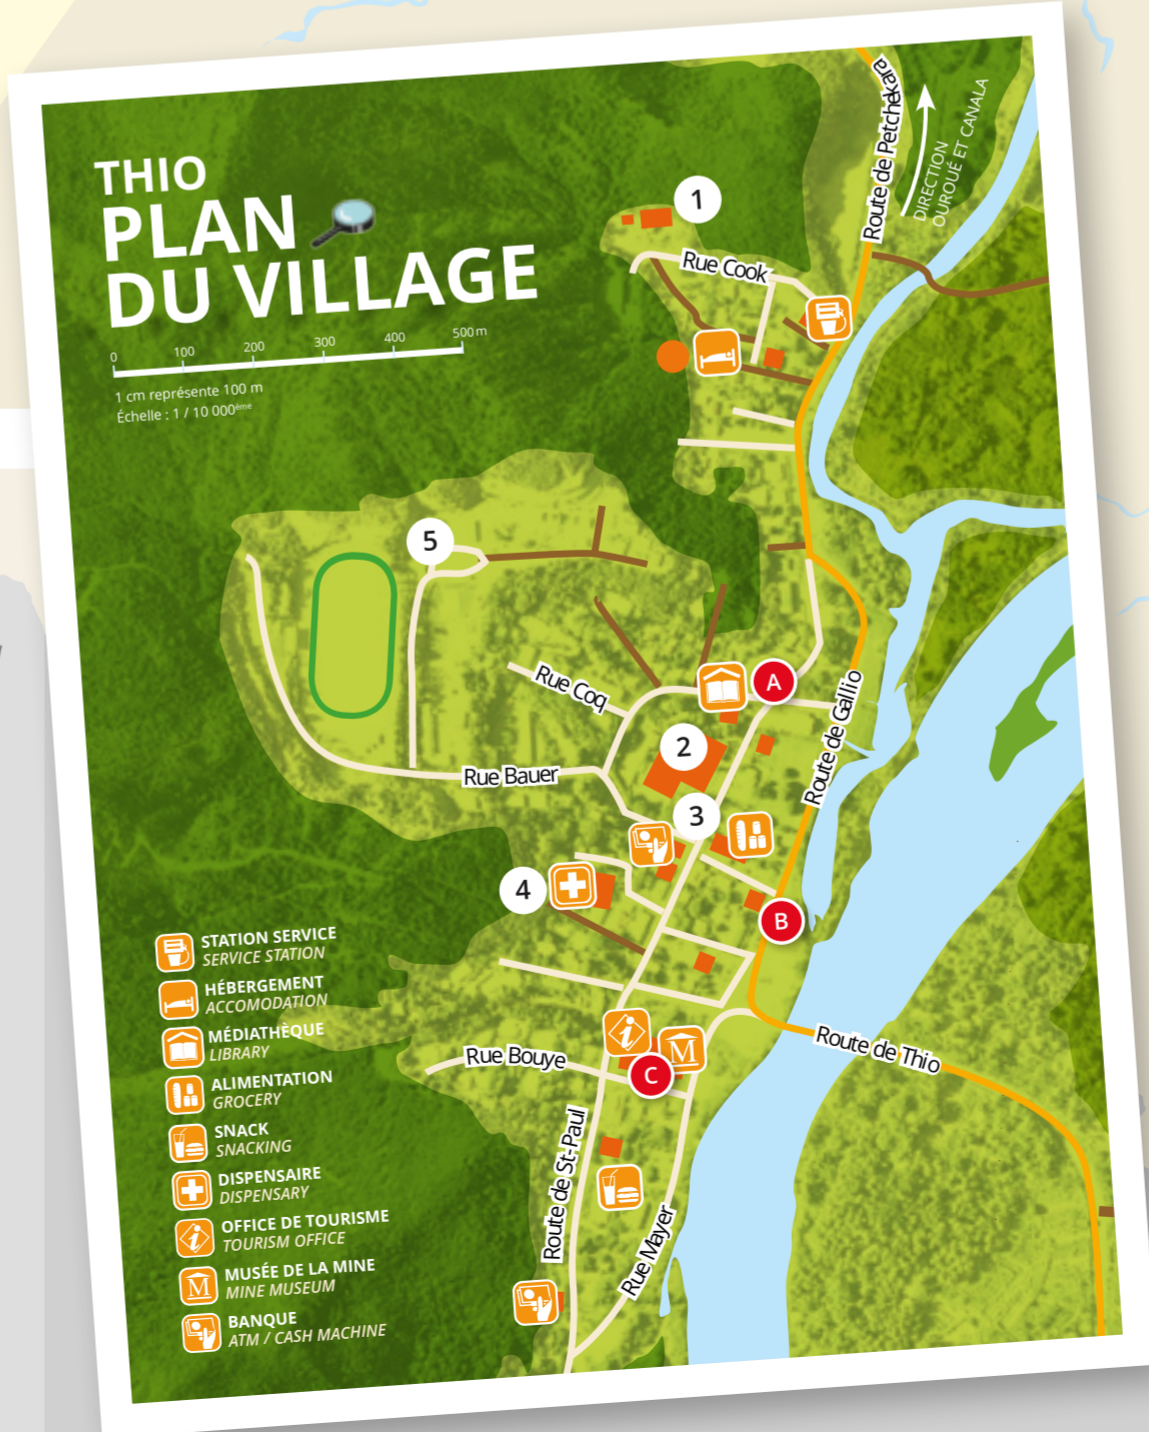 THIO
PLAN
DU VILLAGE
0 100 200 300 400 500 m
1 cm représente 100 m
Échelle : 1 / 10 000ème
Route de Petchekara
DIRECTION
OUROUÉ ET CANALA
1
Rue Cook
5
Rue Coq
A
Route de Gallio
2
Rue Bauer
3
4
B
Route de Thio
i
M
Rue Bouye
C
Route de St-Paul
Rue Mayer
STATION SERVICE
SERVICE STATION
HÉBERGEMENT
ACCOMODATION
MÉDIATHÈQUE
LIBRARY
ALIMENTATION
GROCERY
SNACK
SNACKING
DISPENSAIRE
DISPENSARY
i
OFFICE DE TOURISME
TOURISM OFFICE
M
MUSÉE DE LA MINE
MINE MUSEUM
BANQUE
ATM / CASH MACHINE